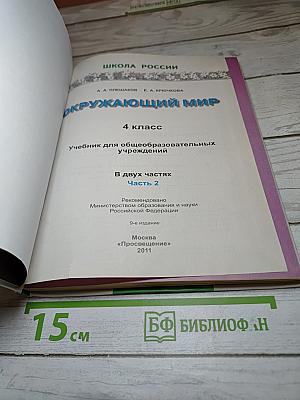 ШКОЛА РОССИИ
А. А. ПЛЕШАКОВ Е. А. КРЮЧКОВА
ОКРУЖАЮЩИЙ МИР
4 класс
Учебник для общеобразовательных
учреждений
В двух частях
Часть 2
Рекомендовано
Министерством образования и науки
Российской Федерации
9-е издание
Москва
«Просвещение»
2011
15 см
БФ БИБЛИОФАН